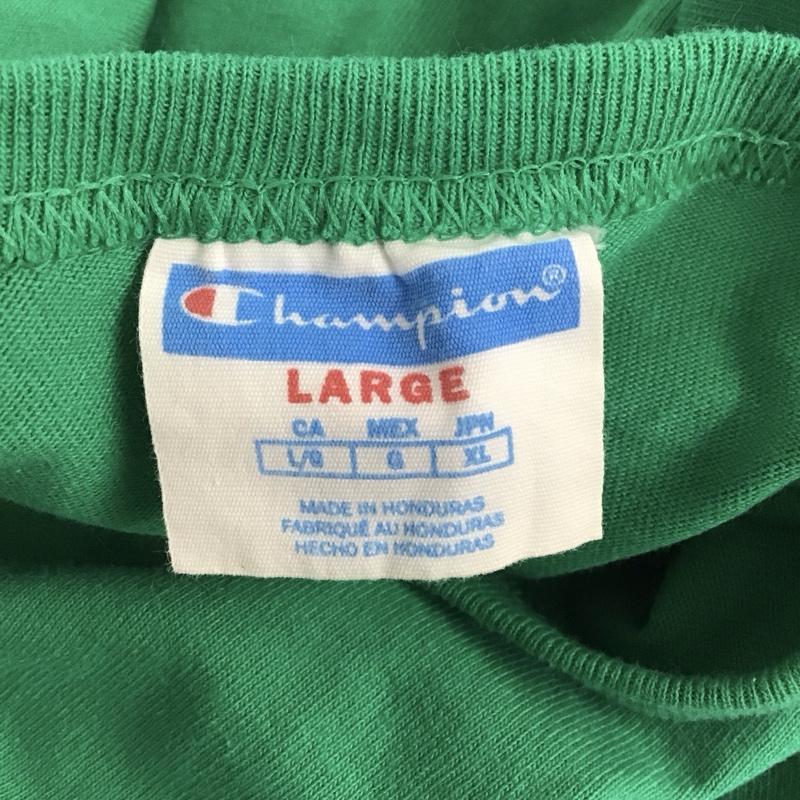 Champion®
LARGE
CA MEX JPN
L/G G XL
MADE IN HONDURAS
FABRIQUÉ AU HONDURAS
HECHO EN HONDURAS